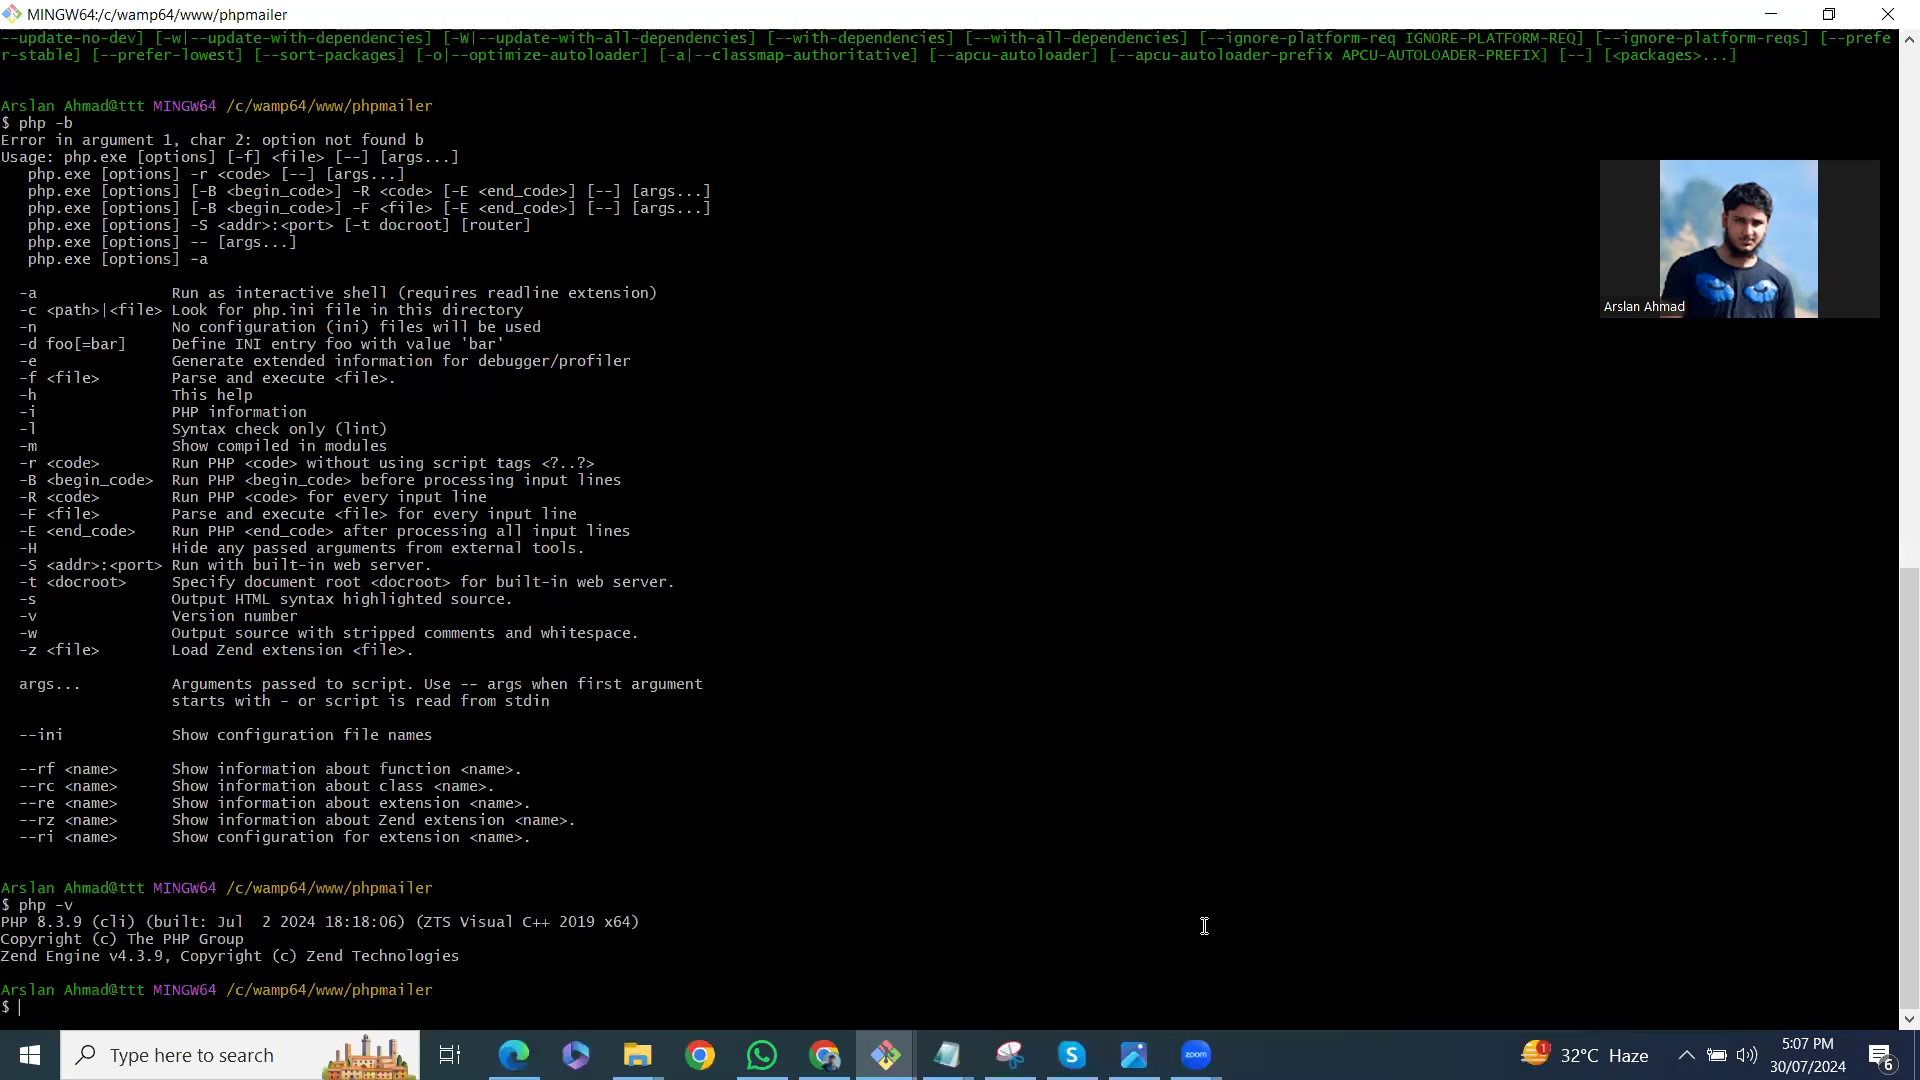 MINGW64:/c/wamp64/www/phpmailer
--update-no-dev] [-w|--update-with-dependencies] [-W|--update-with-all-dependencies] [--with-dependencies] [--with-all-dependencies] [--ignore-platform-req IGNORE-PLATFORM-REQ] [--ignore-platform-reqs] [--prefe
r-stable] [--prefer-lowest] [--sort-packages] [-o|--optimize-autoloader] [-a|--classmap-authoritative] [--apcu-autoloader] [--apcu-autoloader-prefix APCU-AUTOLOADER-PREFIX] [--] [<packages>...]
Arslan Ahmad@ttt MINGW64 /c/wamp64/www/phpmailer
$ php -b
Error in argument 1, char 2: option not found b
Usage: php.exe [options] [-f] <file> [--] [args...]
php.exe [options] -r <code> [--] [args...]
php.exe [options] [-B <begin_code>] -R <code> [-E <end_code>] [--] [args...]
php.exe [options] [-B <begin_code>] -F <file> [-E <end_code>] [--] [args...]
php.exe [options] -S <addr>:<port> [-t docroot] [router]
php.exe [options] -- [args...]
php.exe [options] -a
-a Run as interactive shell (requires readline extension)
-c <path>|<file> Look for php.ini file in this directory
-n No configuration (ini) files will be used
-d foo[=bar] Define INI entry foo with value 'bar'
-e Generate extended information for debugger/profiler
-f <file> Parse and execute <file>.
-h This help
-i PHP information
-l Syntax check only (lint)
-m Show compiled in modules
-r <code> Run PHP <code> without using script tags <?..?>
-B <begin_code> Run PHP <begin_code> before processing input lines
-R <code> Run PHP <code> for every input line
-F <file> Parse and execute <file> for every input line
-E <end_code> Run PHP <end_code> after processing all input lines
-H Hide any passed arguments from external tools.
-S <addr>:<port> Run with built-in web server.
-t <docroot> Specify document root <docroot> for built-in web server.
-s Output HTML syntax highlighted source.
-v Version number
-w Output source with stripped comments and whitespace.
-z <file> Load Zend extension <file>.
args... Arguments passed to script. Use -- args when first argument
starts with - or script is read from stdin
--ini Show configuration file names
--rf <name> Show information about function <name>.
--rc <name> Show information about class <name>.
--re <name> Show information about extension <name>.
--rz <name> Show information about Zend extension <name>.
--ri <name> Show configuration for extension <name>.
Arslan Ahmad@ttt MINGW64 /c/wamp64/www/phpmailer
$ php -v
PHP 8.3.9 (cli) (built: Jul  2 2024 18:18:06) (ZTS Visual C++ 2019 x64)
Copyright (c) The PHP Group
Zend Engine v4.3.9, Copyright (c) Zend Technologies
Arslan Ahmad@ttt MINGW64 /c/wamp64/www/phpmailer
$
Arslan Ahmad
Type here to search
zoom
1
32°C Haze
5:07 PM
30/07/2024
6